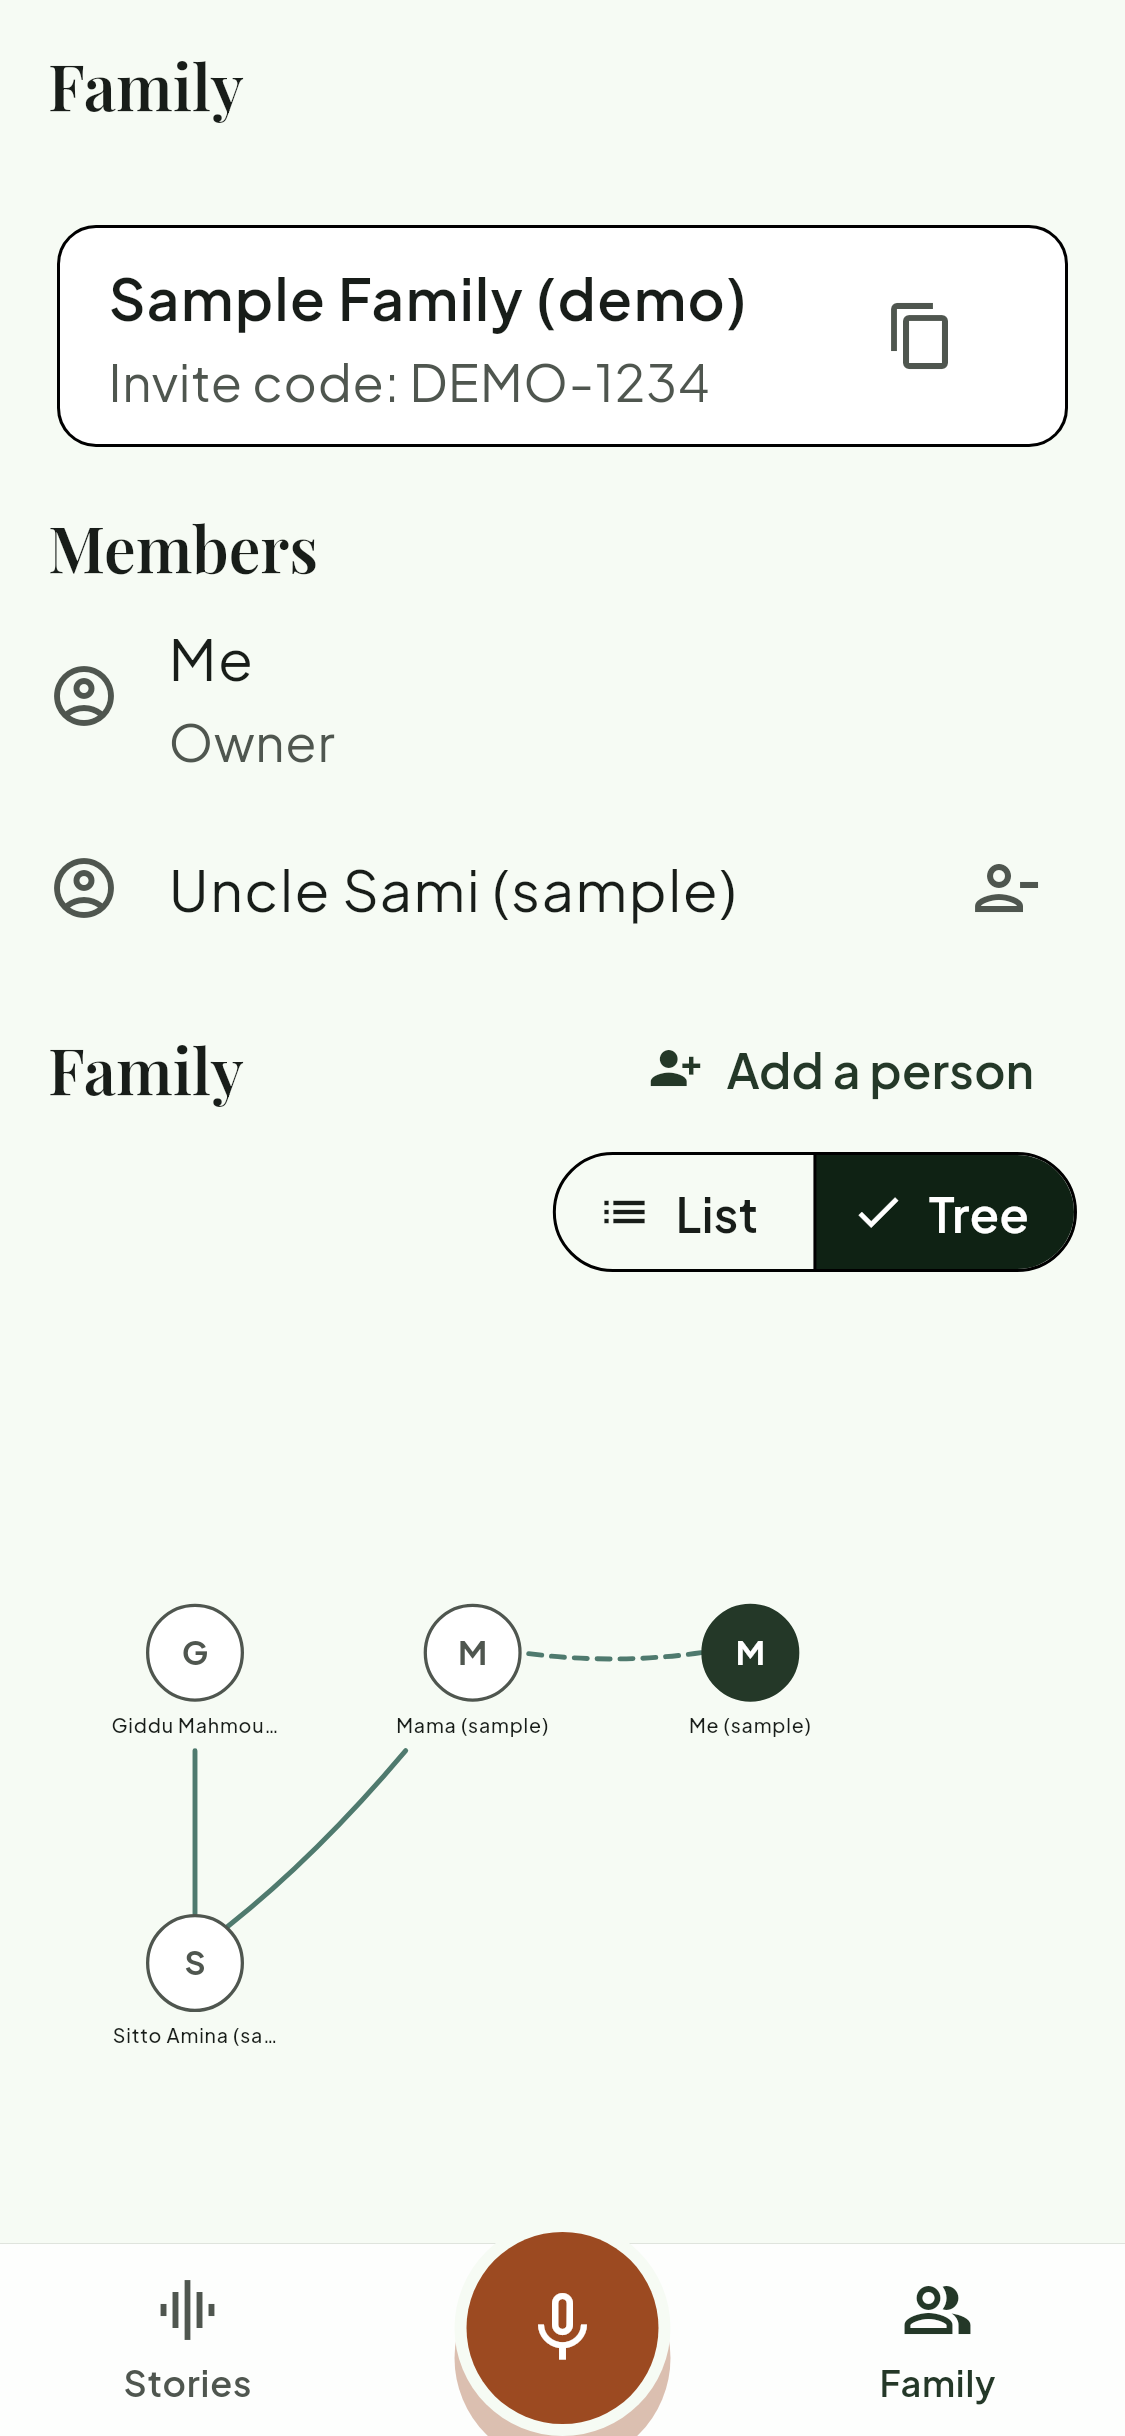 Family
Sample Family (demo)
Invite code: DEMO-1234
Members
Me
Owner
Uncle Sami (sample)
Family
Add a person
List
Tree
G
M
M
Giddu Mahmou…
Mama (sample)
Me (sample)
S
Sitto Amina (sa…
Stories
Family